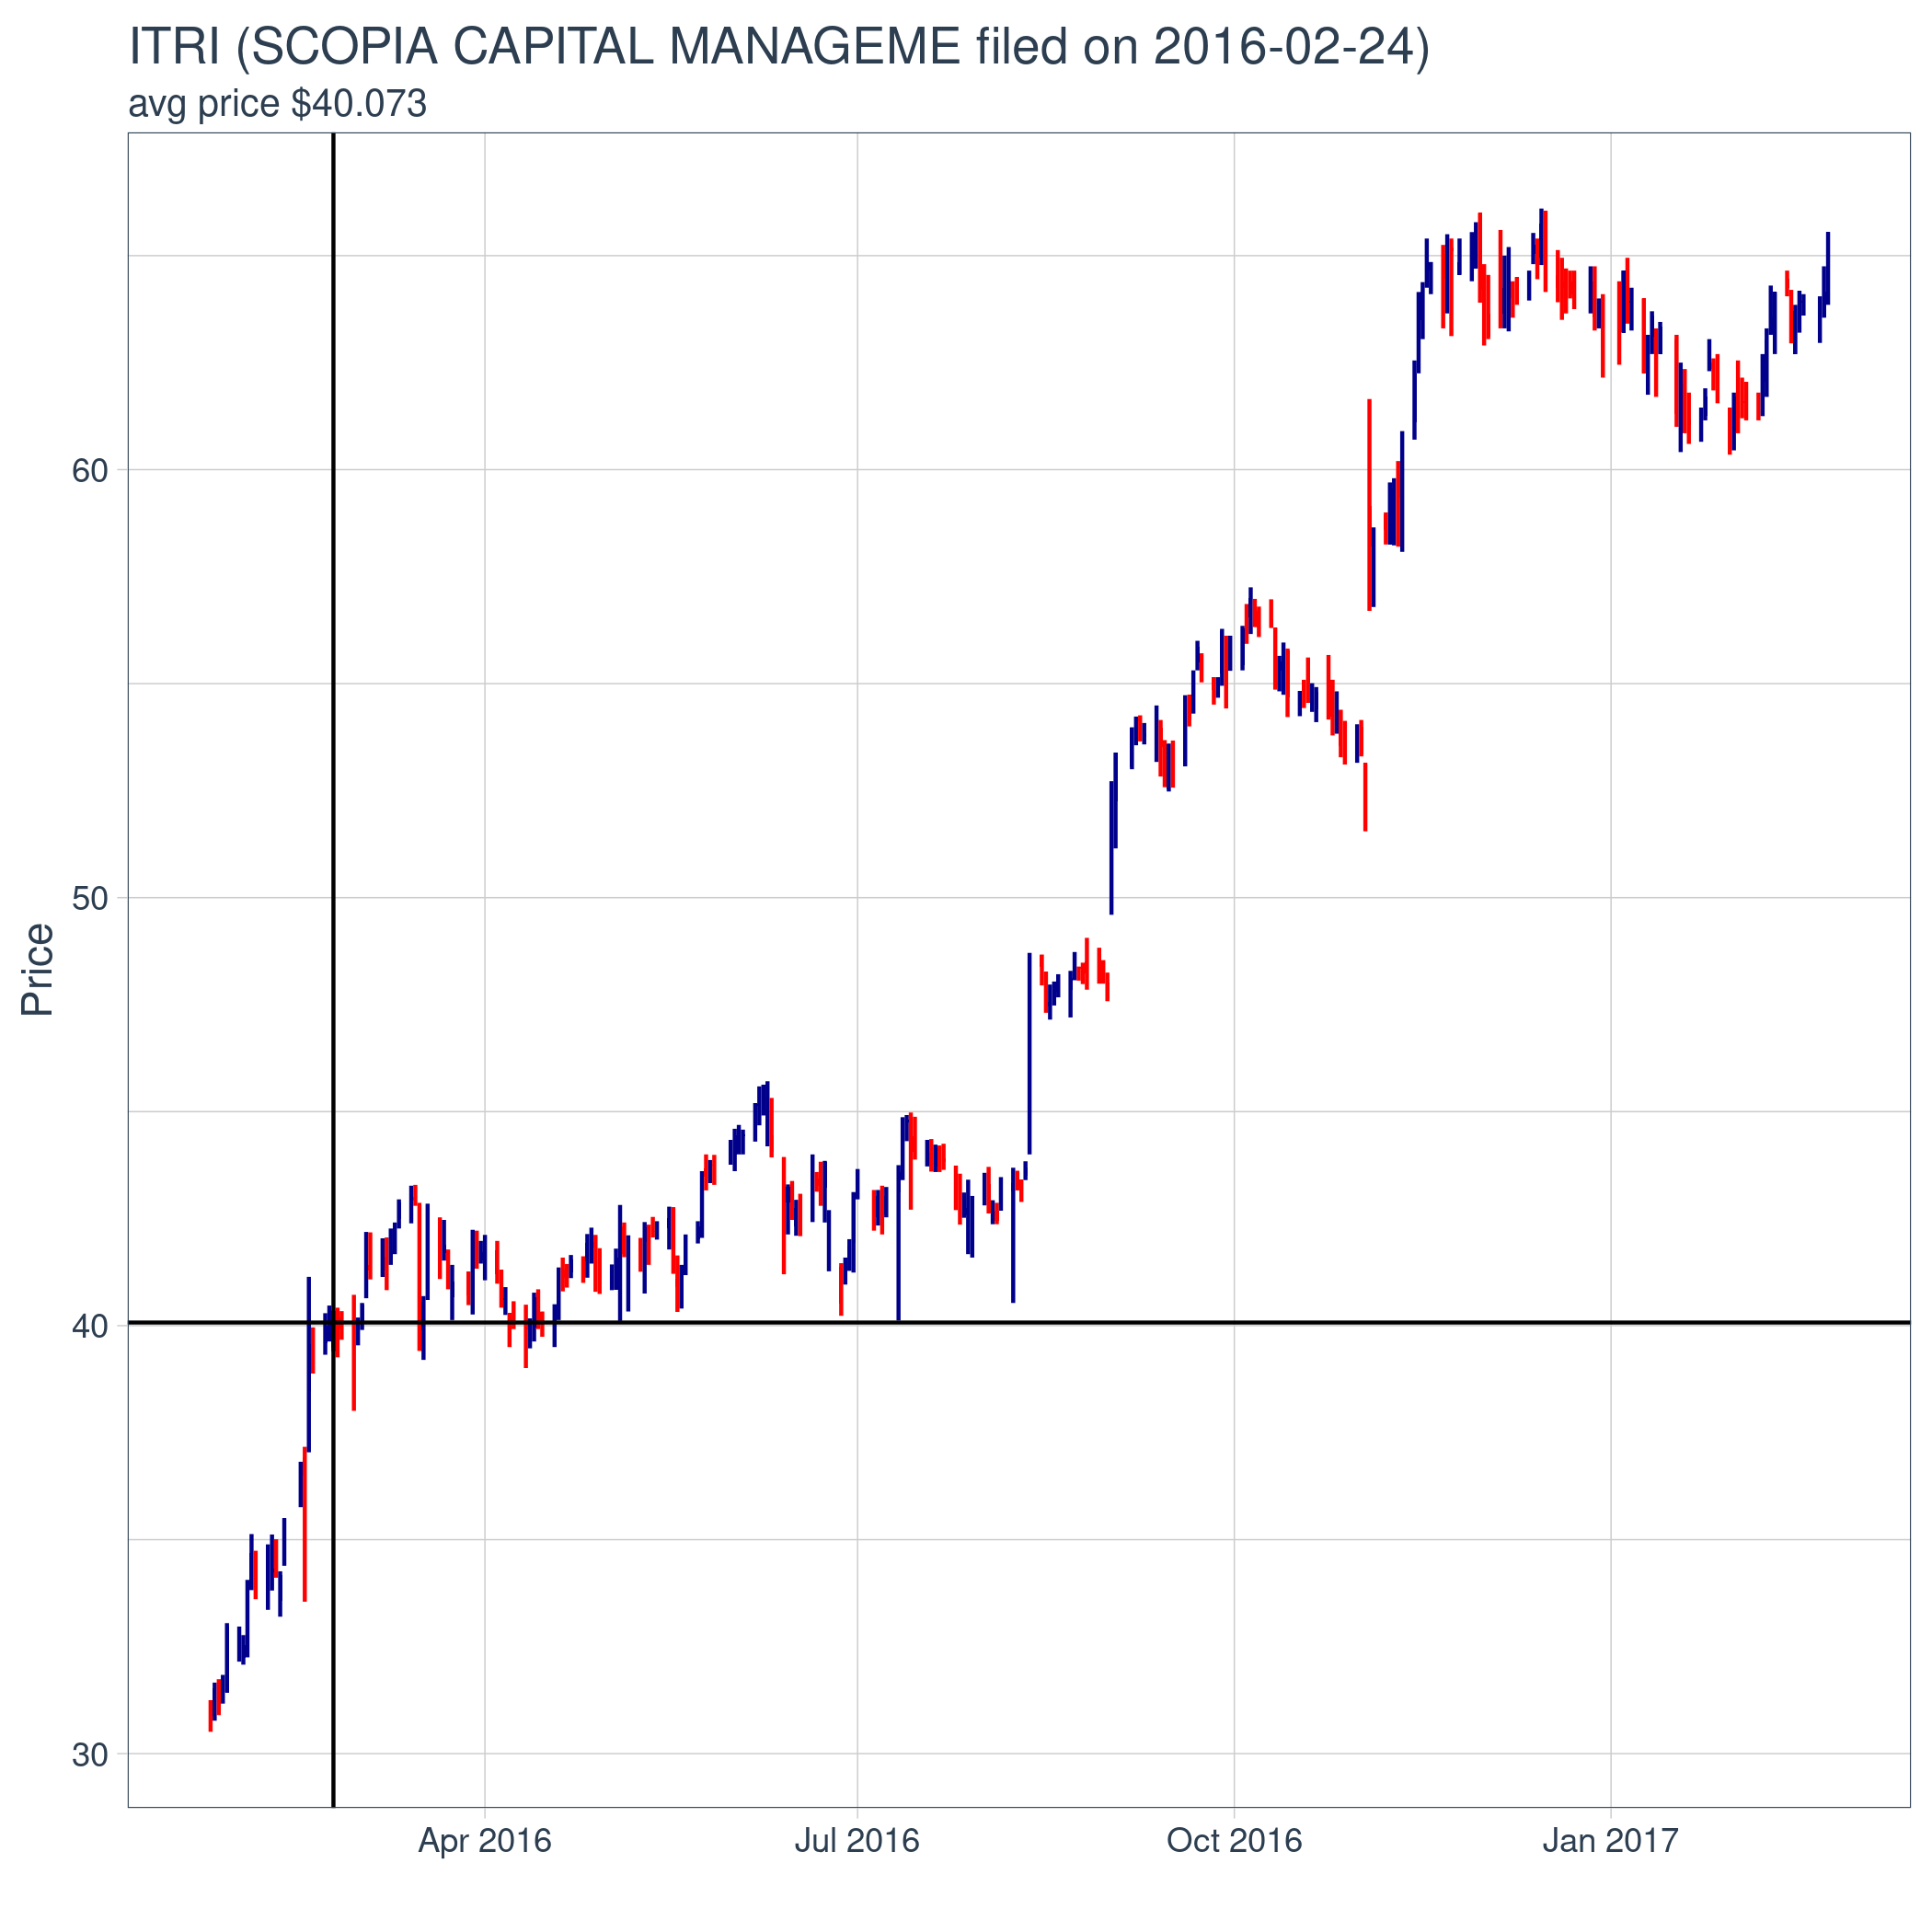 ITRI (SCOPIA CAPITAL MANAGEME filed on 2016-02-24)
avg price $40.073
60
50
40
30
Price
Apr 2016
Jul 2016
Oct 2016
Jan 2017